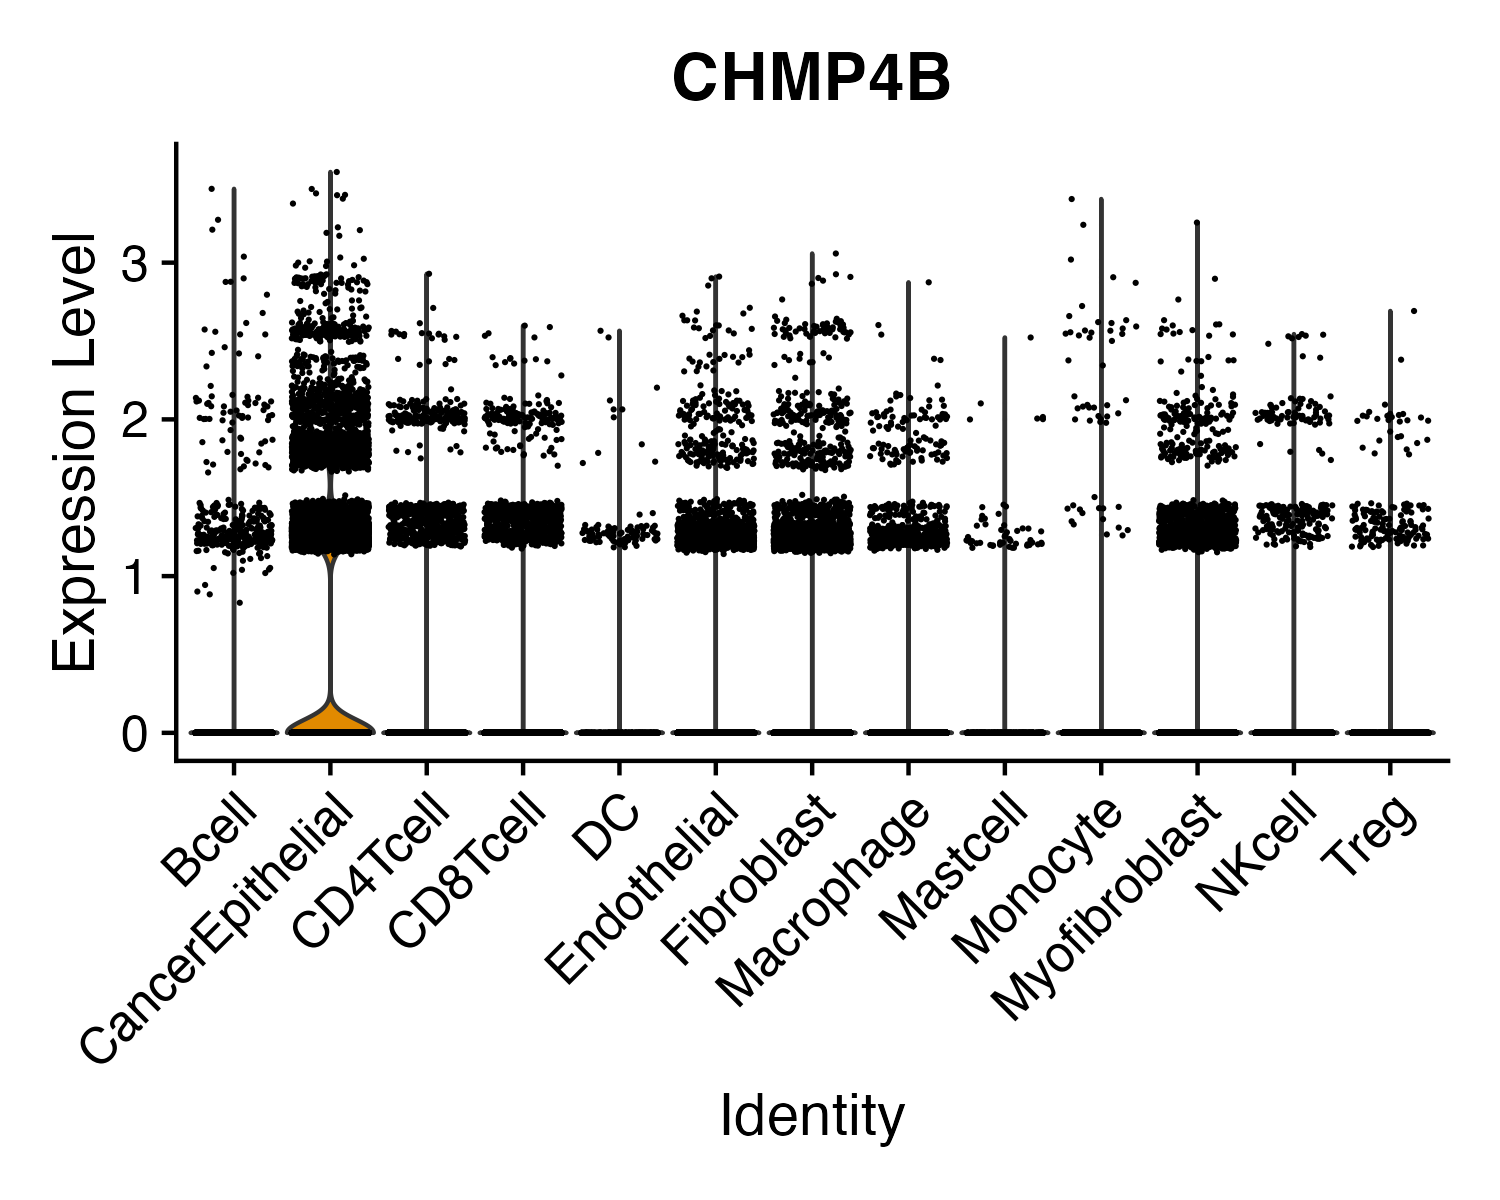 CHMP4B
Expression Level
3
2
1
0
Bcell
CancerEpithelial
CD4Tcell
CD8Tcell
DC
Endothelial
Fibroblast
Macrophage
Mastcell
Monocyte
Myofibroblast
NKcell
Treg
Identity